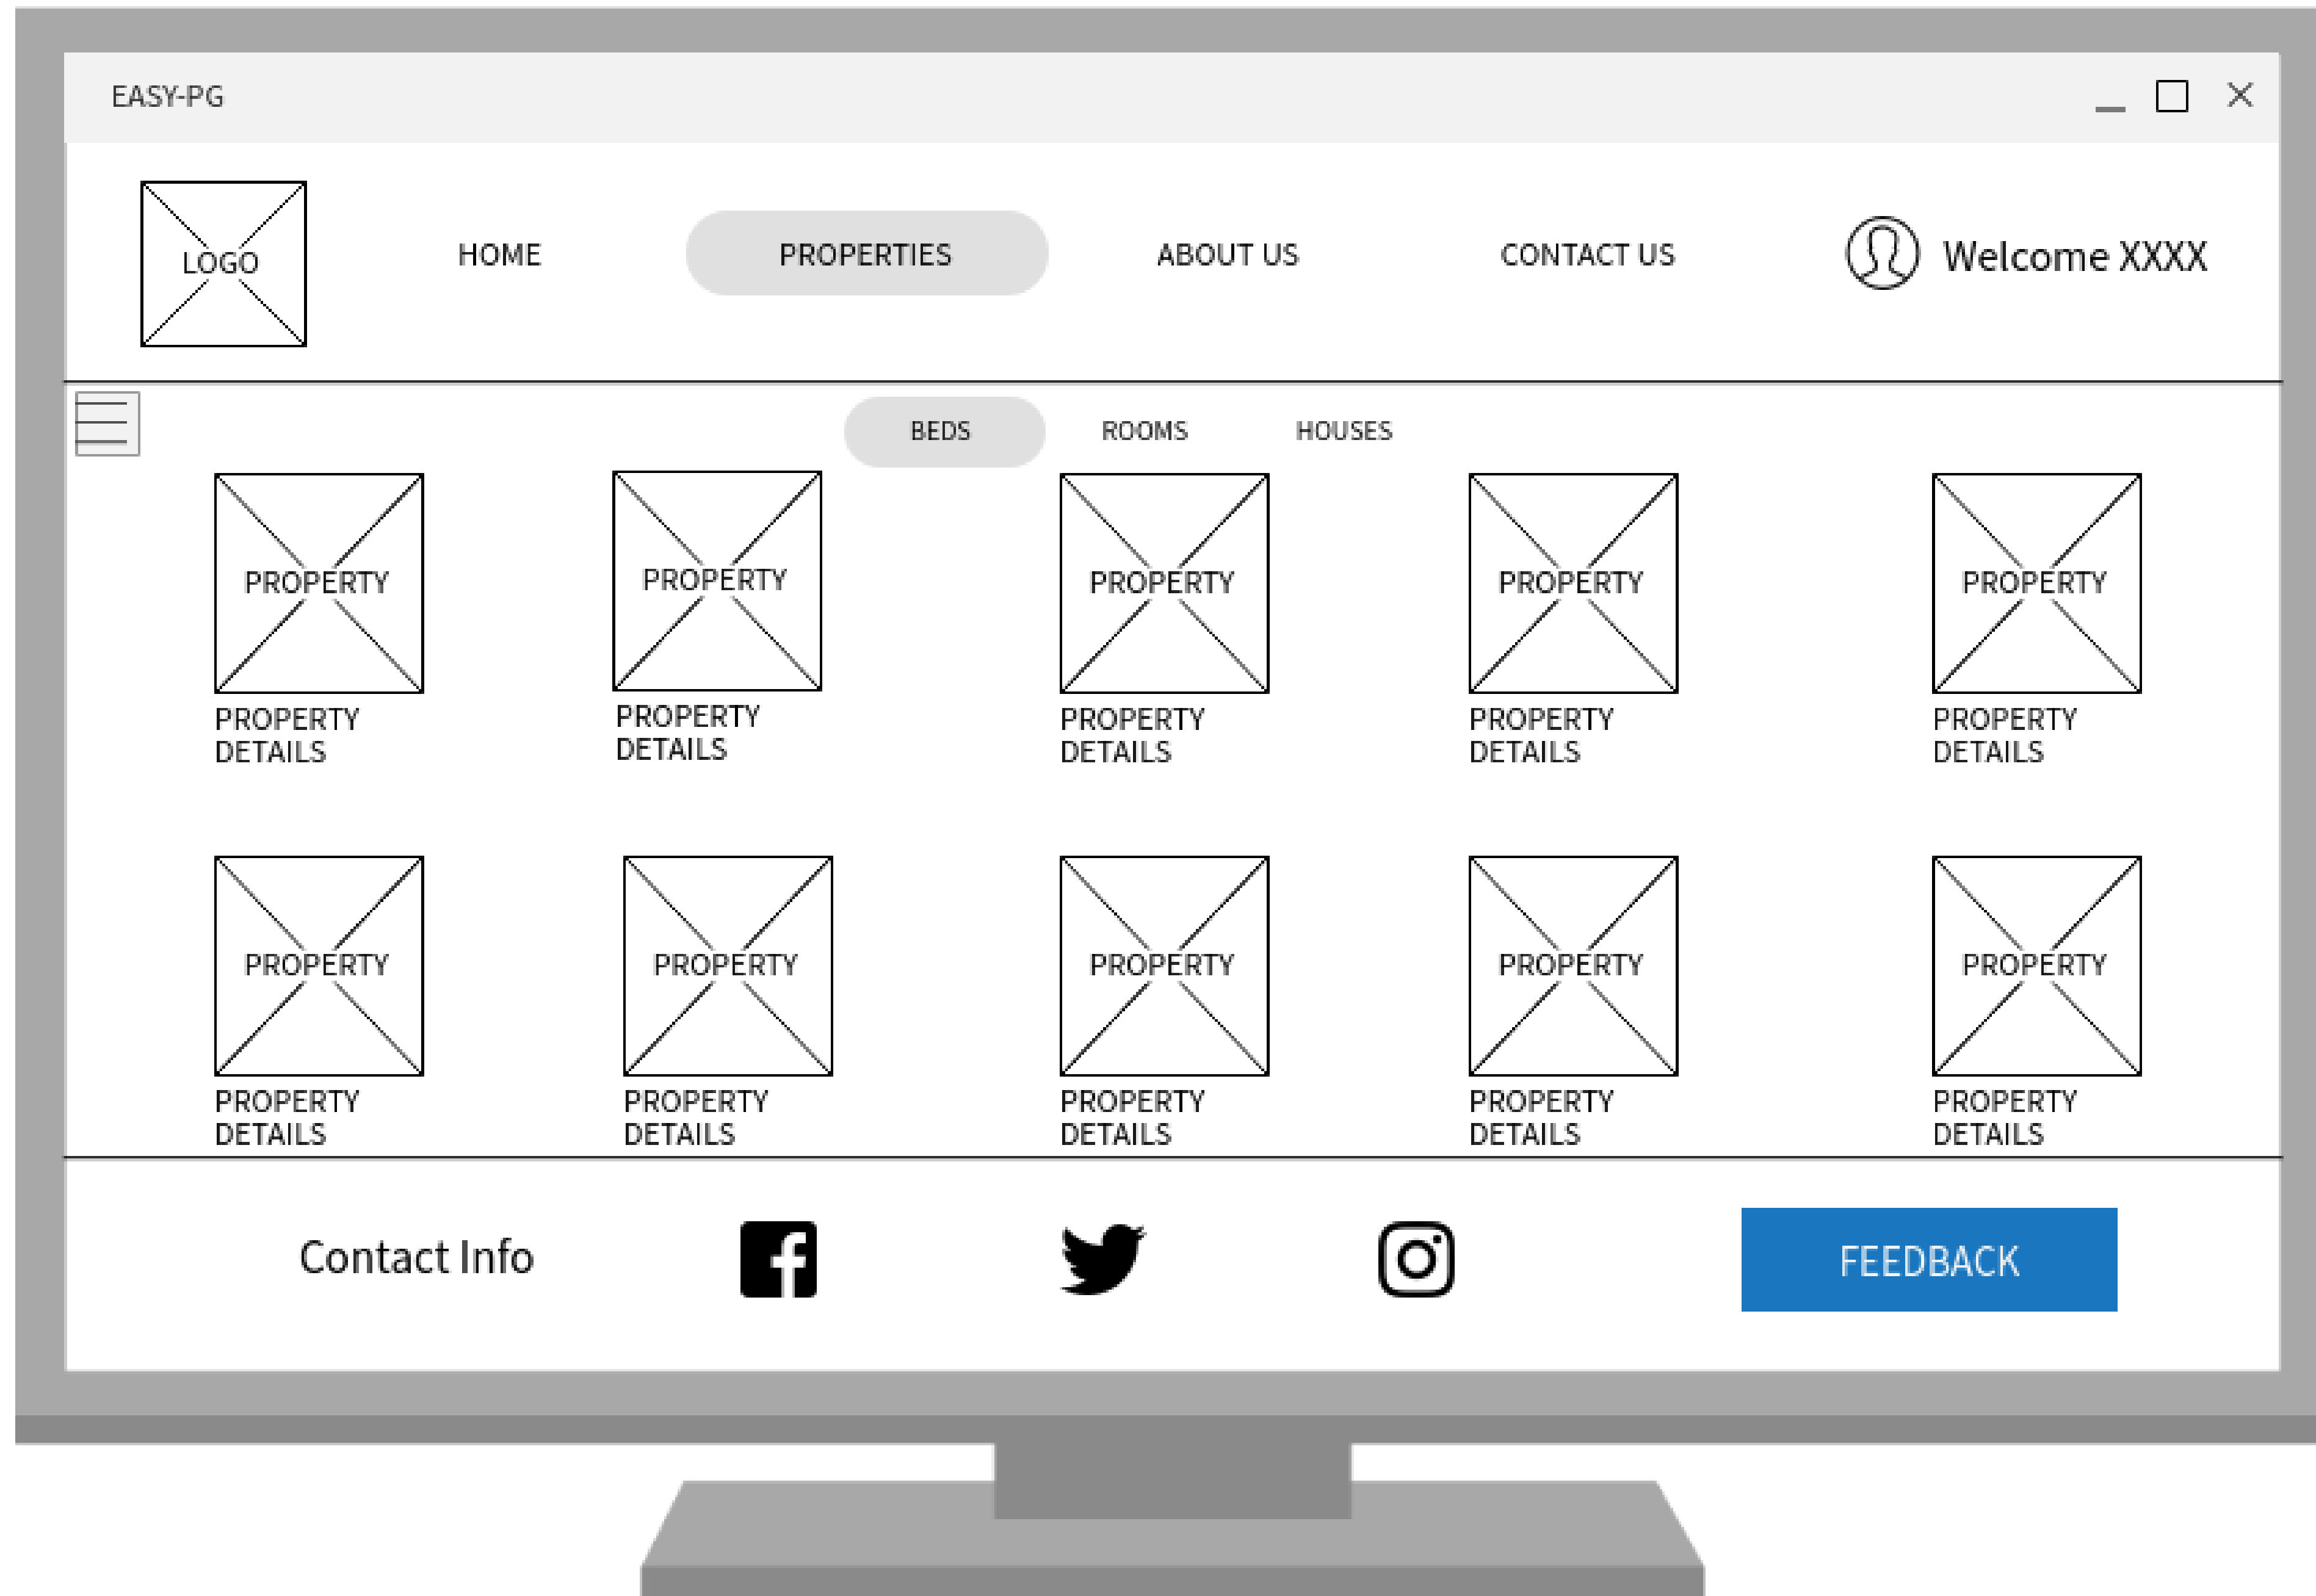 EASY-PG
LOGO
HOME
PROPERTIES
ABOUT US
CONTACT US
Welcome XXXX
BEDS
ROOMS
HOUSES
PROPERTY
PROPERTY
PROPERTY
PROPERTY
PROPERTY
PROPERTY
DETAILS
PROPERTY
DETAILS
PROPERTY
DETAILS
PROPERTY
DETAILS
PROPERTY
DETAILS
PROPERTY
PROPERTY
PROPERTY
PROPERTY
PROPERTY
PROPERTY
DETAILS
PROPERTY
DETAILS
PROPERTY
DETAILS
PROPERTY
DETAILS
PROPERTY
DETAILS
Contact Info
FEEDBACK